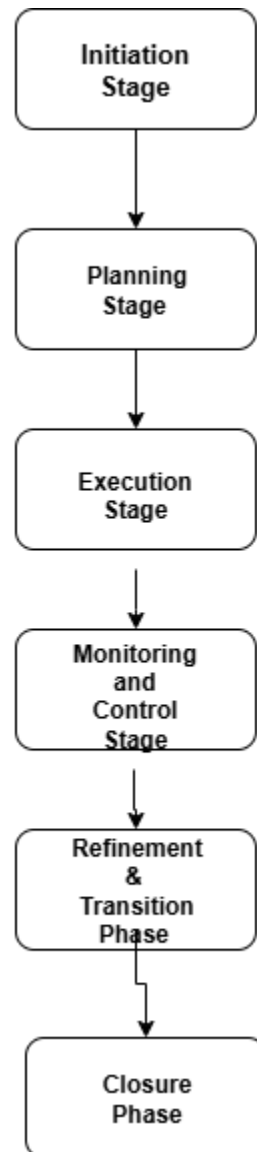 Initiation
Stage
Planning
Stage
Execution
Stage
Monitoring
and
Control
Stage
Refinement
&
Transition
Phase
Closure
Phase